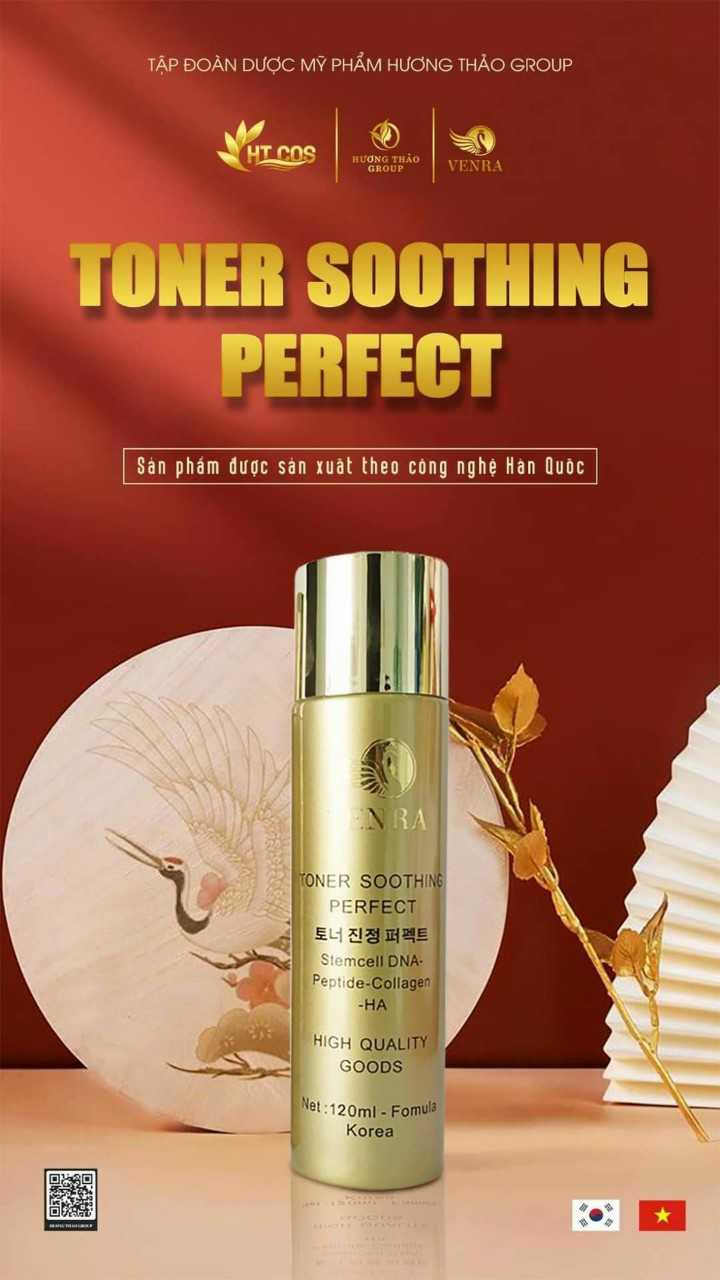 TẬP ĐOÀN DƯỢC MỸ PHẨM HƯƠNG THẢO GROUP
HT COS
HƯƠNG THẢO
GROUP
VENRA
TONER SOOTHING
PERFECT
Sản phẩm được sản xuất theo công nghệ Hàn Quốc
VENRA
TONER SOOTHING
PERFECT
토너 진정 퍼펙트
Stemcell DNA-
Peptide-Collagen
-HA
HIGH QUALITY
GOODS
Net :120ml - Fomula
Korea